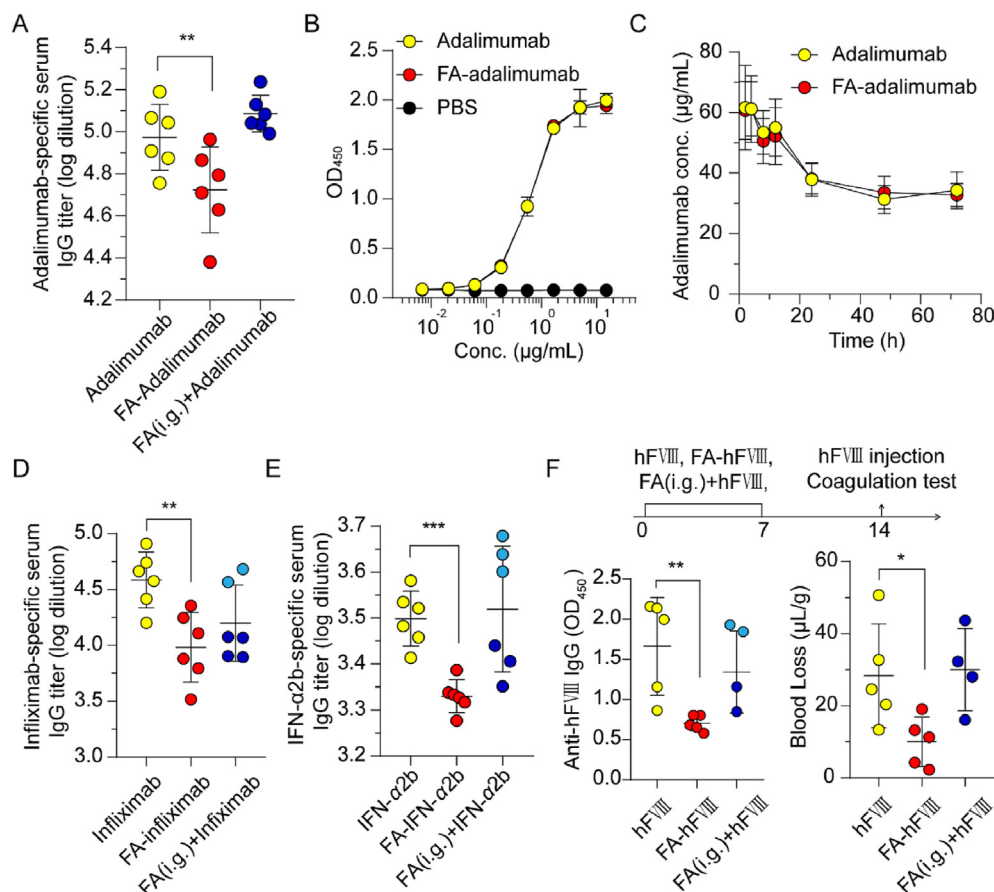 A
Adalimumab-specific serum
IgG titer (log dilution)
5.4
5.2
5.0
4.8
4.6
4.4
4.2
**
Adalimumab
FA-Adalimumab
FA(i.g.)+Adalimumab
B
Adalimumab
FA-adalimumab
PBS
OD450
2.5
2.0
1.5
1.0
0.5
0.0
10-2
10-1
100
101
Conc. (μg/mL)
C
Adalimumab
FA-adalimumab
Adalimumab conc. (μg/mL)
80
60
40
20
0
0
20
40
60
80
Time (h)
D
Infliximab-specific serum
IgG titer (log dilution)
5.0
4.5
4.0
3.5
3.0
**
Infliximab
FA-infliximab
FA(i.g.)+Infliximab
E
IFN-α2b-specific serum
IgG titer (log dilution)
3.7
3.6
3.5
3.4
3.3
3.2
***
IFN-α2b
FA-IFN-α2b
FA(i.g.)+IFN-α2b
F
hFⅧ, FA-hFⅧ,
FA(i.g.)+hFⅧ,
hFⅧ injection
Coagulation test
0
7
14
Anti-hFⅧ IgG (OD450)
2.5
2.0
1.5
1.0
0.5
0.0
**
hFⅧ
FA-hFⅧ
FA(i.g.)+hFⅧ
Blood Loss (μL/g)
60
40
20
0
*
hFⅧ
FA-hFⅧ
FA(i.g.)+hFⅧ